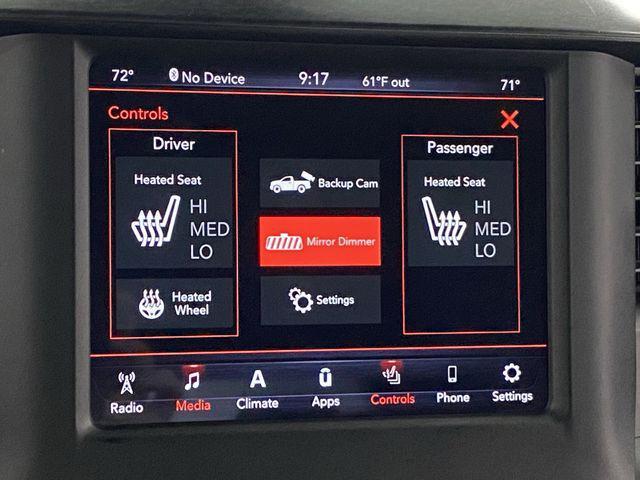 72° No Device 9:17 61°F out 71°
Controls
Driver
Heated Seat
HI
MED
LO
Heated
Wheel
Backup Cam
Mirror Dimmer
Settings
Passenger
Heated Seat
HI
MED
LO
Radio Media Climate Apps Controls Phone Settings